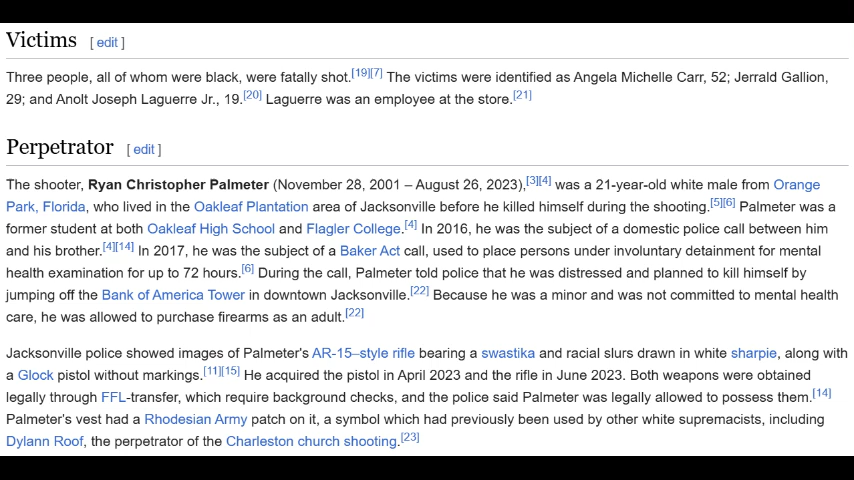 Victims [ edit ]
Three people, all of whom were black, were fatally shot.[19][7] The victims were identified as Angela Michelle Carr, 52; Jerrald Gallion,
29; and Anolt Joseph Laguerre Jr., 19.[20] Laguerre was an employee at the store.[21]
Perpetrator [ edit ]
The shooter, Ryan Christopher Palmeter (November 28, 2001 – August 26, 2023),[3][4] was a 21-year-old white male from Orange
Park, Florida, who lived in the Oakleaf Plantation area of Jacksonville before he killed himself during the shooting.[5][6] Palmeter was a
former student at both Oakleaf High School and Flagler College.[4] In 2016, he was the subject of a domestic police call between him
and his brother.[4][14] In 2017, he was the subject of a Baker Act call, used to place persons under involuntary detainment for mental
health examination for up to 72 hours.[6] During the call, Palmeter told police that he was distressed and planned to kill himself by
jumping off the Bank of America Tower in downtown Jacksonville.[22] Because he was a minor and was not committed to mental health
care, he was allowed to purchase firearms as an adult.[22]
Jacksonville police showed images of Palmeter's AR-15–style rifle bearing a swastika and racial slurs drawn in white sharpie, along with
a Glock pistol without markings.[11][15] He acquired the pistol in April 2023 and the rifle in June 2023. Both weapons were obtained
legally through FFL-transfer, which require background checks, and the police said Palmeter was legally allowed to possess them.[14]
Palmeter's vest had a Rhodesian Army patch on it, a symbol which had previously been used by other white supremacists, including
Dylann Roof, the perpetrator of the Charleston church shooting.[23]